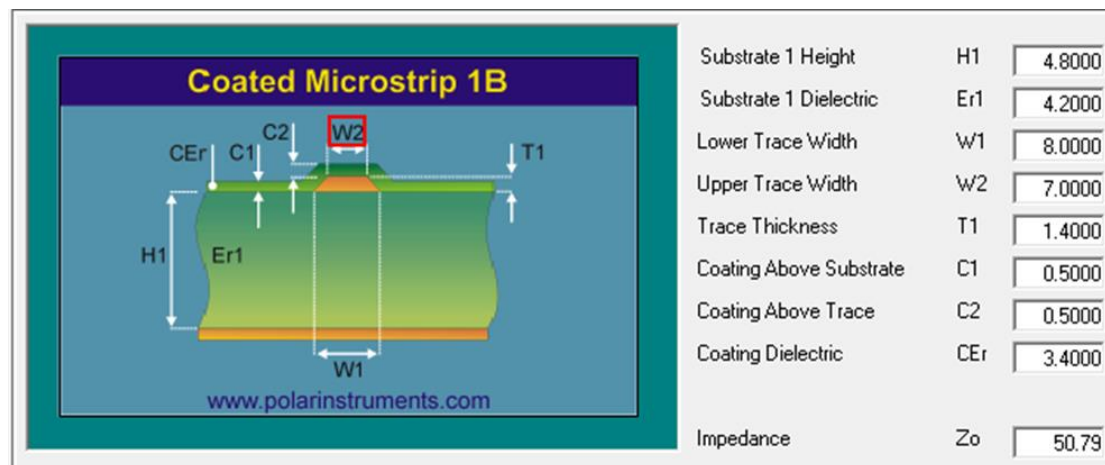 Coated Microstrip 1B
C2 W2
CEr C1 T1
H1 Er1
W1
www.polarinstruments.com
Substrate 1 Height H1 4.8000
Substrate 1 Dielectric Er1 4.2000
Lower Trace Width W1 8.0000
Upper Trace Width W2 7.0000
Trace Thickness T1 1.4000
Coating Above Substrate C1 0.5000
Coating Above Trace C2 0.5000
Coating Dielectric CEr 3.4000
Impedance Zo 50.79